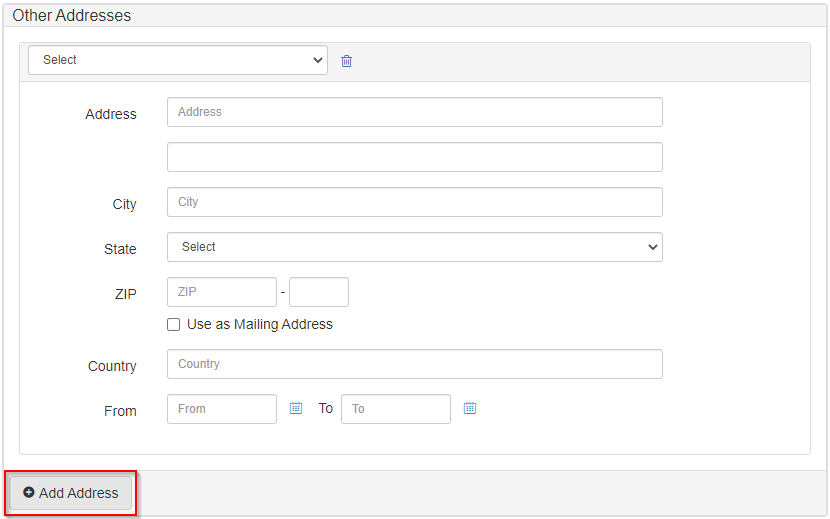 Other Addresses
Select
Address Address
City City
State Select
ZIP ZIP -
Use as Mailing Address
Country Country
From From To To
Add Address